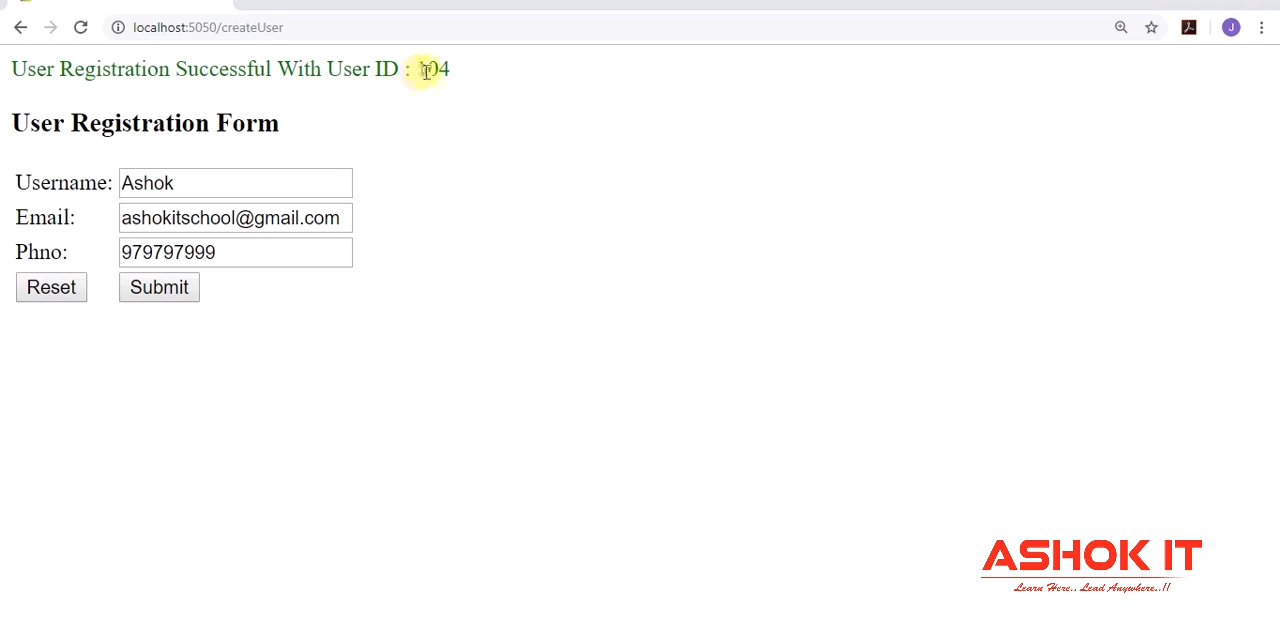 localhost:5050/createUser
J
User Registration Successful With User ID : 104
User Registration Form
Username: Ashok
Email: ashokitschool@gmail.com
Phno: 979797999
Reset Submit
ASHOK IT
Learn Here.. Lead Anywhere..!!